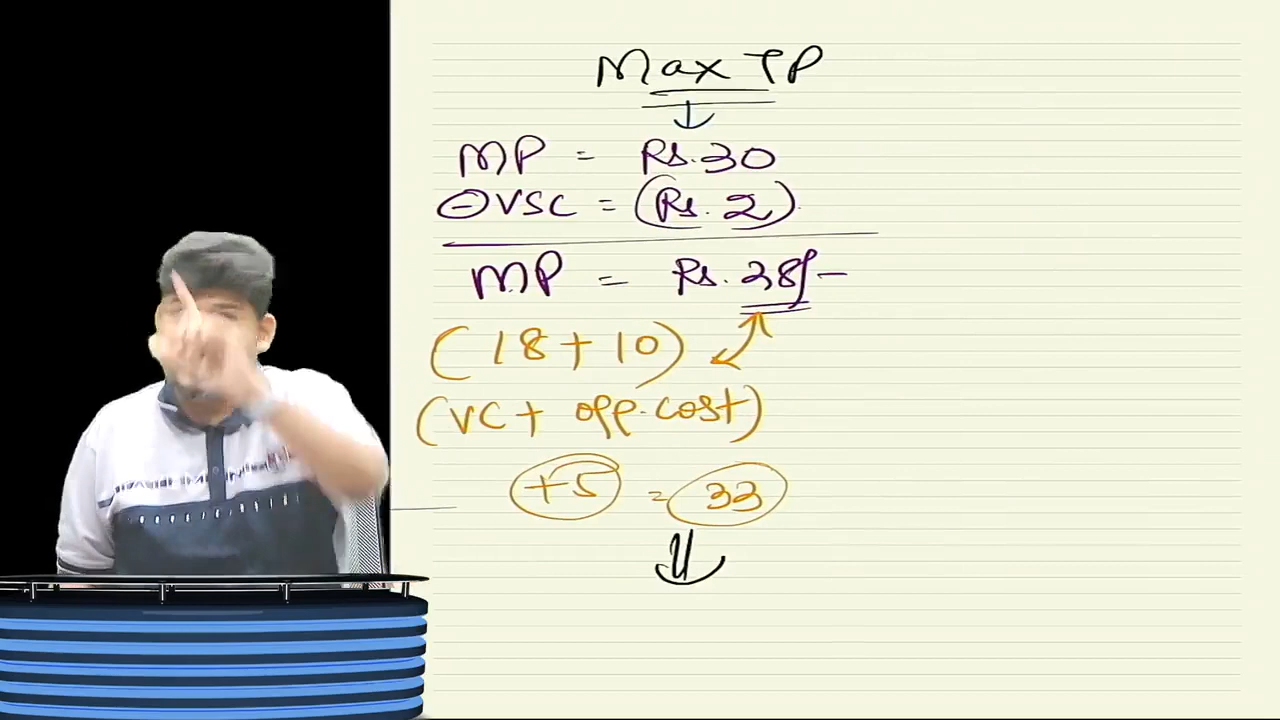 Max TP
MP = Rs. 30
⊖ VSC = (Rs. 2)
MP = Rs. 28/-
(18 + 10)
(VC + opp. cost)
+5 = 33